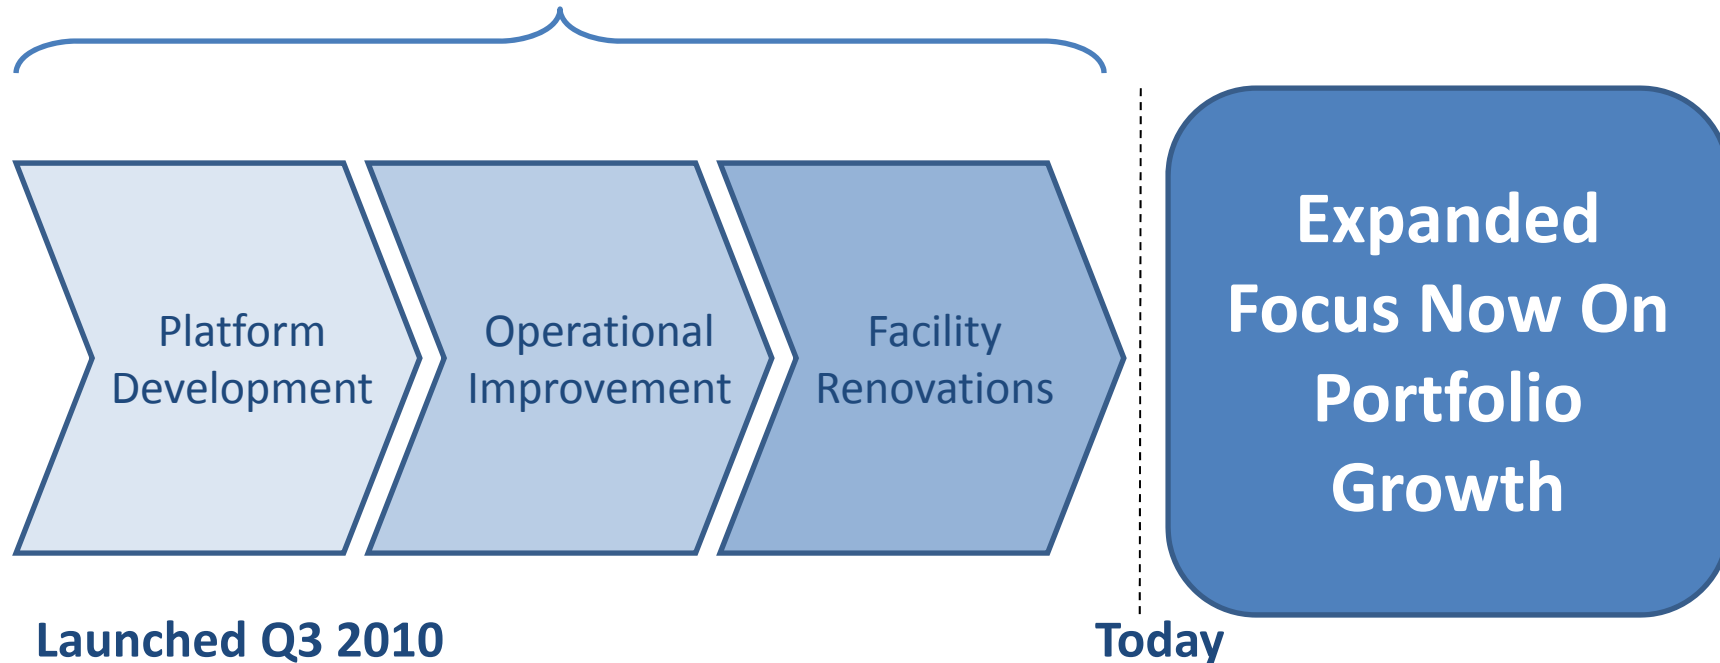 Platform
Development
Operational
Improvement
Facility
Renovations
Expanded
Focus Now On
Portfolio
Growth
Launched Q3 2010
Today